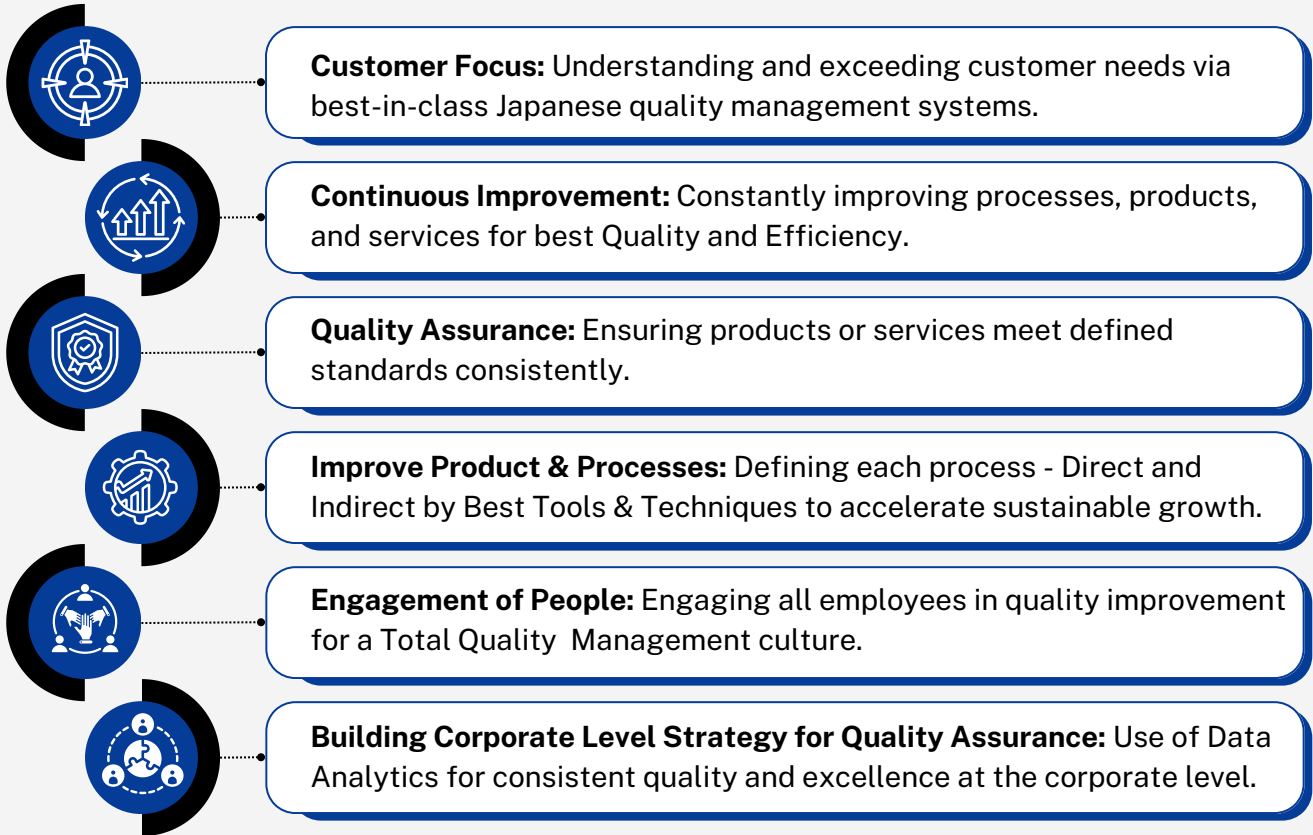 Customer Focus: Understanding and exceeding customer needs via
best-in-class Japanese quality management systems.
Continuous Improvement: Constantly improving processes, products,
and services for best Quality and Efficiency.
Quality Assurance: Ensuring products or services meet defined
standards consistently.
Improve Product & Processes: Defining each process - Direct and
Indirect by Best Tools & Techniques to accelerate sustainable growth.
Engagement of People: Engaging all employees in quality improvement
for a Total Quality  Management culture.
Building Corporate Level Strategy for Quality Assurance: Use of Data
Analytics for consistent quality and excellence at the corporate level.